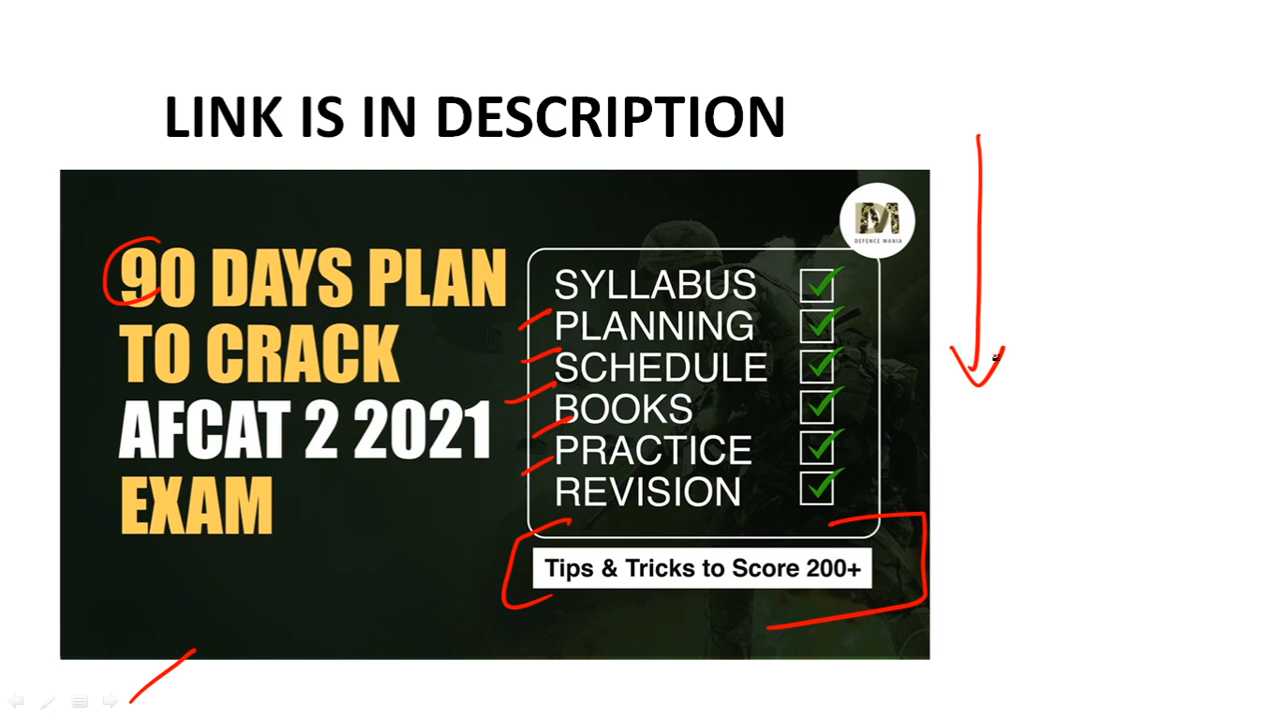 LINK IS IN DESCRIPTION
DM
DEFENCE MANIA
90 DAYS PLAN
TO CRACK
AFCAT 2 2021
EXAM
SYLLABUS
PLANNING
SCHEDULE
BOOKS
PRACTICE
REVISION
Tips & Tricks to Score 200+